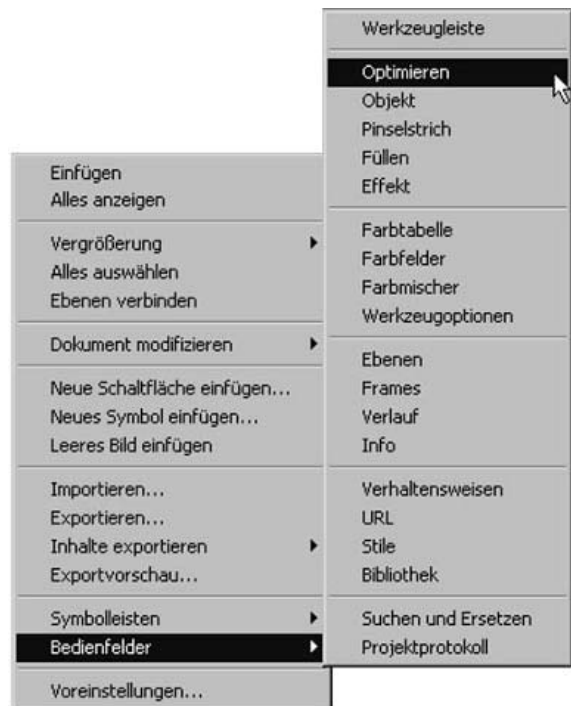 Einfügen
Alles anzeigen
Vergrößerung
Alles auswählen
Ebenen verbinden
Dokument modifizieren
Neue Schaltfläche einfügen...
Neues Symbol einfügen...
Leeres Bild einfügen
Importieren...
Exportieren...
Inhalte exportieren
Exportvorschau...
Symbolleisten
Bedienfelder
Voreinstellungen...
Werkzeugleiste
Optimieren
Objekt
Pinselstrich
Füllen
Effekt
Farbtabelle
Farbfelder
Farbmischer
Werkzeugoptionen
Ebenen
Frames
Verlauf
Info
Verhaltensweisen
URL
Stile
Bibliothek
Suchen und Ersetzen
Projektprotokoll